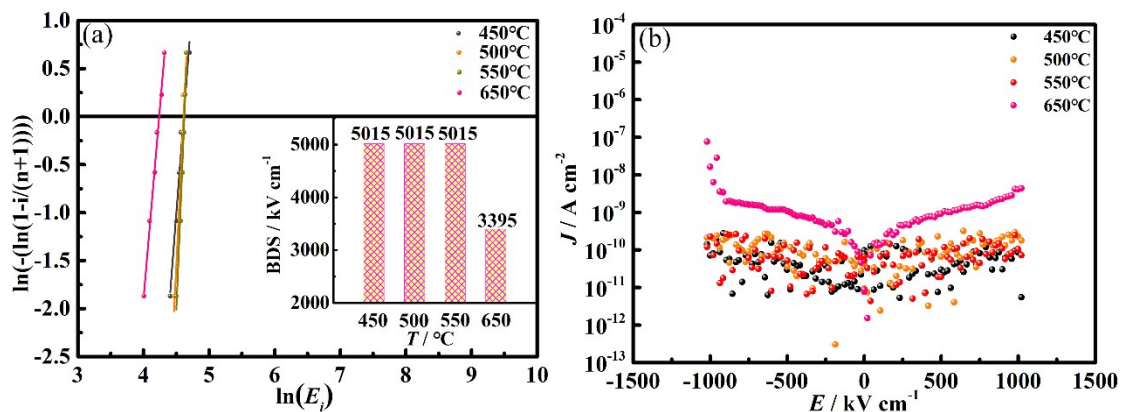 (a)
450°C
500°C
550°C
650°C
1.0
0.5
0.0
-0.5
-1.0
-1.5
-2.0
-2.5
ln(-(ln(1-i/(n+1))))
3 4 5 6 7 8 9 10
ln(Ei)
5015 5015 5015
3395
5000
4000
3000
2000
BDS / kV cm-1
450 500 550 650
T / °C
(b)
450°C
500°C
550°C
650°C
10-4
10-5
10-6
10-7
10-8
10-9
10-10
10-11
10-12
10-13
J / A cm-2
-1500 -1000 -500 0 500 1000 1500
E / kV cm-1